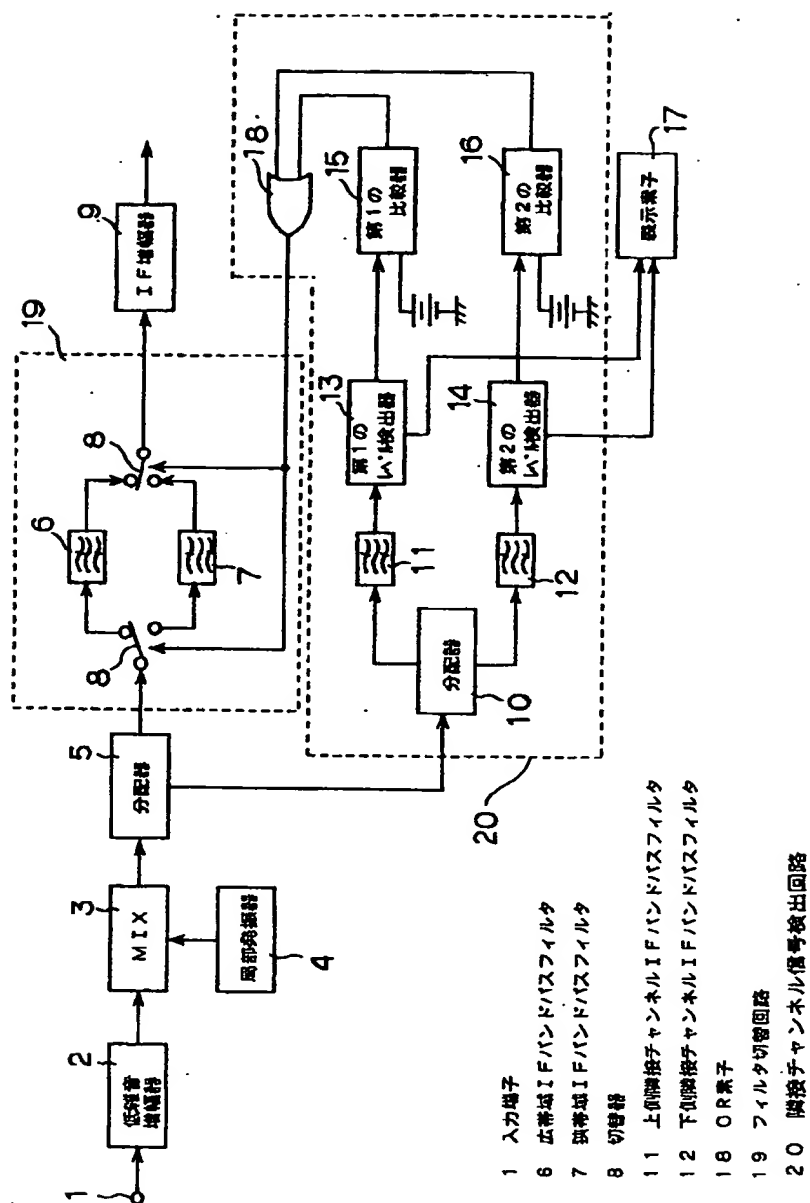 1
2
低雑音
増幅器
3
MIX
局部発振器
4
5
分配器
6
7
8
8
19
9
IF増幅器
18
10
分配器
11
12
13
第1の
レベル検出器
14
第2の
レベル検出器
15
第1の
比較器
16
第2の
比較器
17
表示素子
20
1 入力端子
6 広帯域IFバンドパスフィルタ
7 狭帯域IFバンドパスフィルタ
8 切替器
11 上側隣接チャンネルIFバンドパスフィルタ
12 下側隣接チャンネルIFバンドパスフィルタ
18 OR素子
19 フィルタ切替回路
20 隣接チャンネル信号検出回路